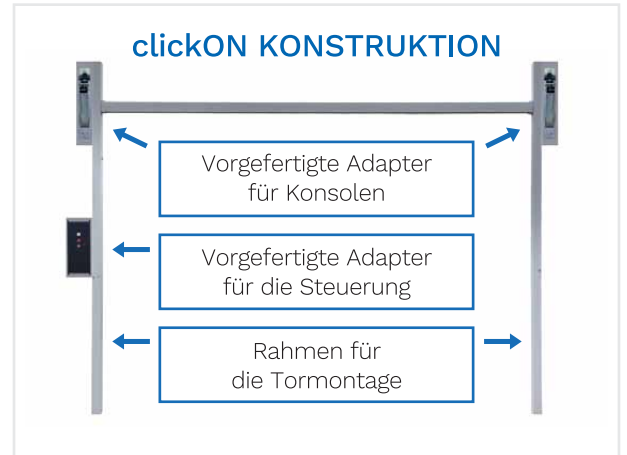 clickON KONSTRUKTION
Vorgefertigte Adapter
für Konsolen
Vorgefertigte Adapter
für die Steuerung
Rahmen für
die Tormontage